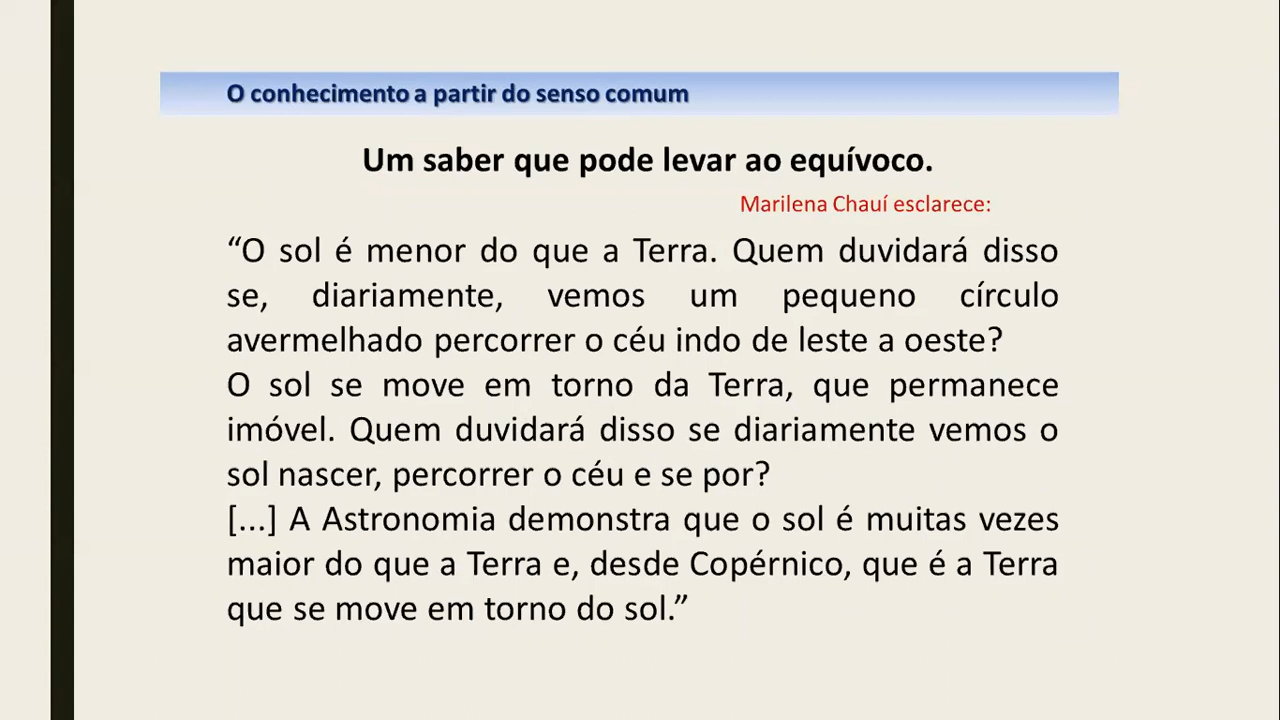 O conhecimento a partir do senso comum
Um saber que pode levar ao equívoco.
Marilena Chauí esclarece:
“O sol é menor do que a Terra. Quem duvidará disso
se, diariamente, vemos um pequeno círculo
avermelhado percorrer o céu indo de leste a oeste?
O sol se move em torno da Terra, que permanece
imóvel. Quem duvidará disso se diariamente vemos o
sol nascer, percorrer o céu e se por?
[...] A Astronomia demonstra que o sol é muitas vezes
maior do que a Terra e, desde Copérnico, que é a Terra
que se move em torno do sol.”